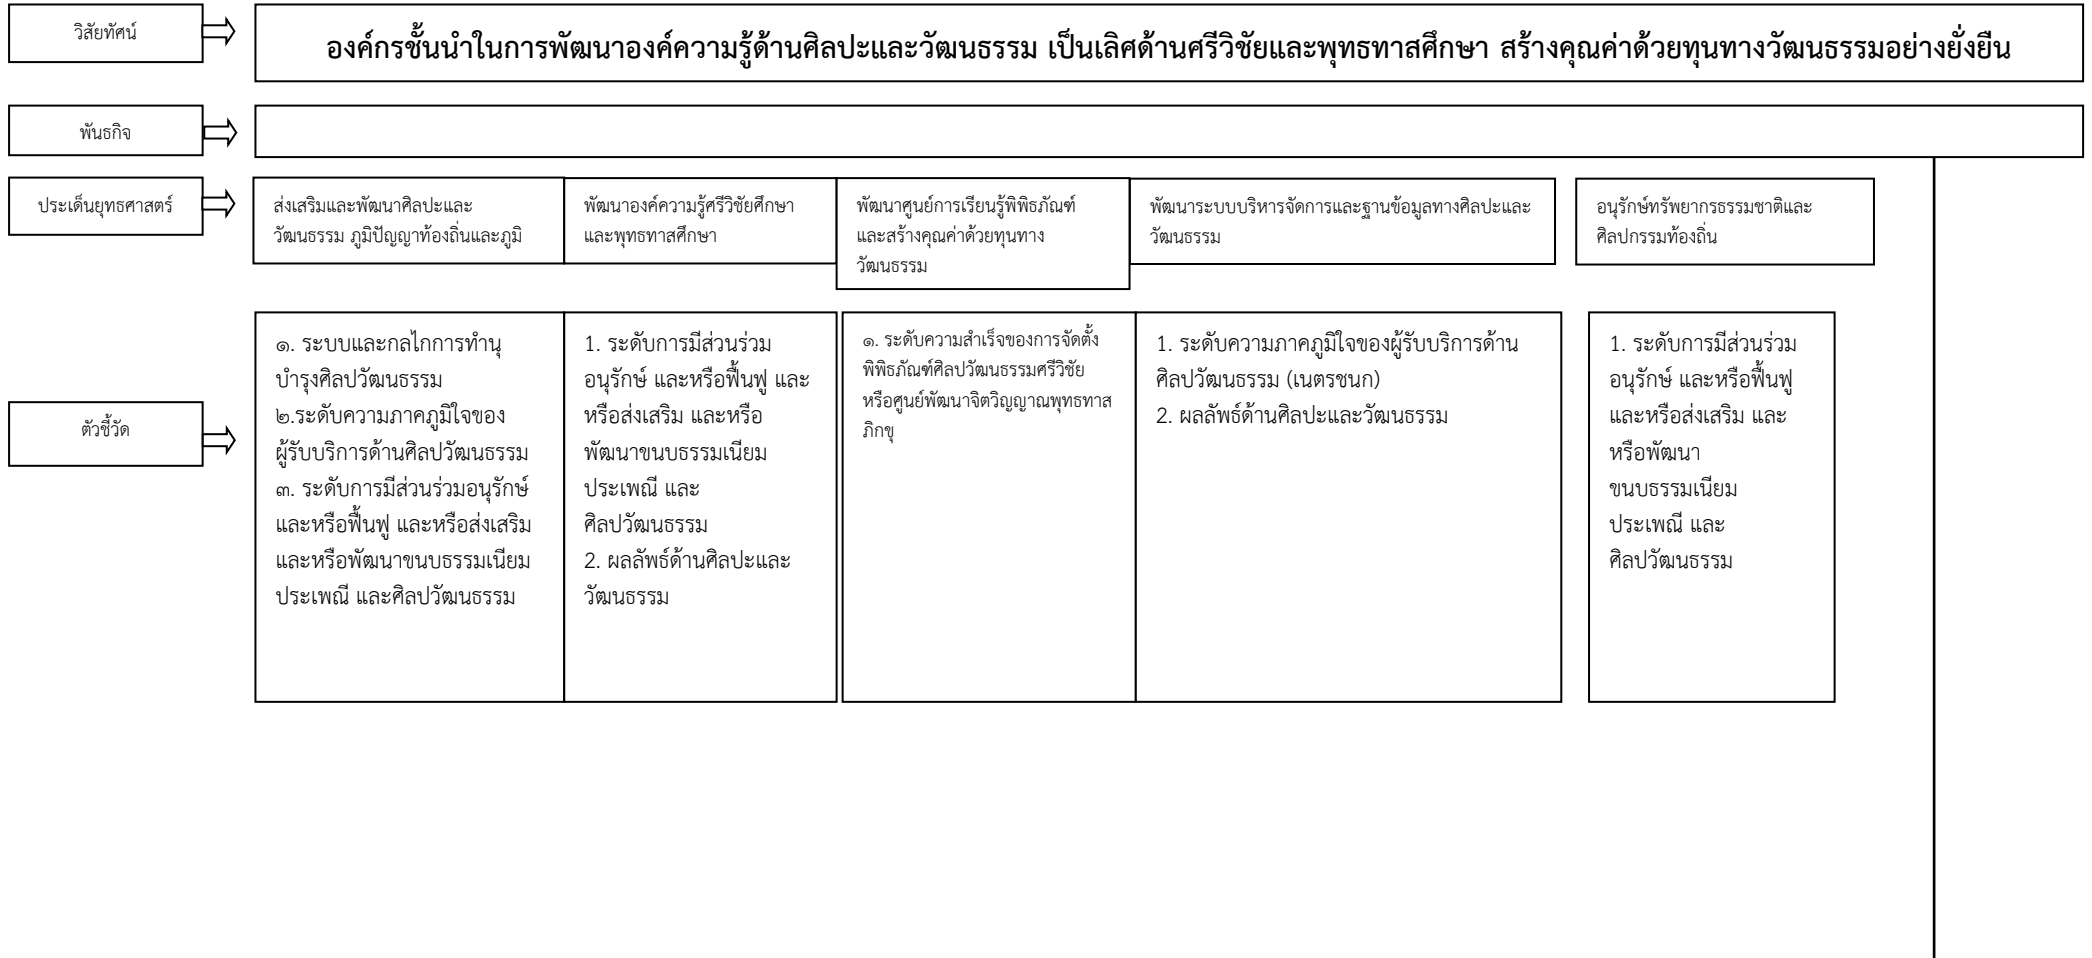 วิสัยทัศน์
องค์กรชั้นนำในการพัฒนาองค์ความรู้ด้านศิลปะและวัฒนธรรม เป็นเลิศด้านศรีวิชัยและพุทธทาสศึกษา สร้างคุณค่าด้วยทุนทางวัฒนธรรมอย่างยั่งยืน
พันธกิจ
ประเด็นยุทธศาสตร์
ส่งเสริมและพัฒนาศิลปะและ
วัฒนธรรม ภูมิปัญญาท้องถิ่นและภูมิ
พัฒนาองค์ความรู้ศรีวิชัยศึกษา
และพุทธทาสศึกษา
พัฒนาศูนย์การเรียนรู้พิพิธภัณฑ์
และสร้างคุณค่าด้วยทุนทาง
วัฒนธรรม
พัฒนาระบบบริหารจัดการและฐานข้อมูลทางศิลปะและ
วัฒนธรรม
อนุรักษ์ทรัพยากรธรรมชาติและ
ศิลปกรรมท้องถิ่น
ตัวชี้วัด
๑. ระบบและกลไกการทำนุ
บำรุงศิลปวัฒนธรรม
๒.ระดับความภาคภูมิใจของ
ผู้รับบริการด้านศิลปวัฒนธรรม
๓. ระดับการมีส่วนร่วมอนุรักษ์
และหรือฟื้นฟู และหรือส่งเสริม
และหรือพัฒนาขนบธรรมเนียม
ประเพณี และศิลปวัฒนธรรม
1. ระดับการมีส่วนร่วม
อนุรักษ์ และหรือฟื้นฟู และ
หรือส่งเสริม และหรือ
พัฒนาขนบธรรมเนียม
ประเพณี และ
ศิลปวัฒนธรรม
2. ผลลัพธ์ด้านศิลปะและ
วัฒนธรรม
๑. ระดับความสำเร็จของการจัดตั้ง
พิพิธภัณฑ์ศิลปวัฒนธรรมศรีวิชัย
หรือศูนย์พัฒนาจิตวิญญาณพุทธทาส
ภิกขุ
1. ระดับความภาคภูมิใจของผู้รับบริการด้าน
ศิลปวัฒนธรรม (เนตรชนก)
2. ผลลัพธ์ด้านศิลปะและวัฒนธรรม
1. ระดับการมีส่วนร่วม
อนุรักษ์ และหรือฟื้นฟู
และหรือส่งเสริม และ
หรือพัฒนา
ขนบธรรมเนียม
ประเพณี และ
ศิลปวัฒนธรรม